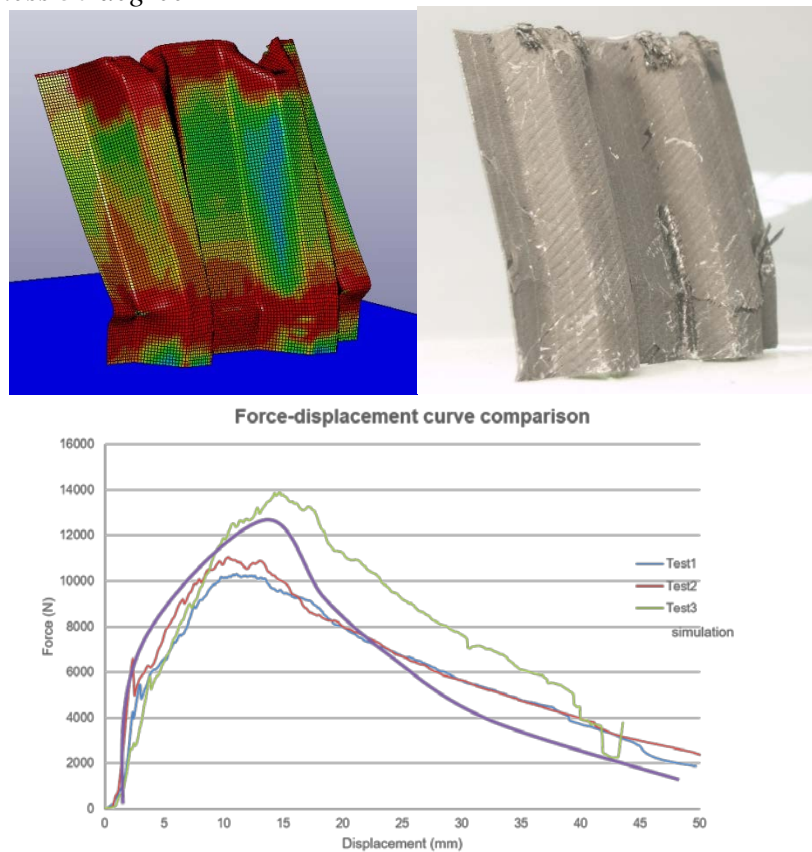 Force-displacement curve comparison
16000
14000
12000
10000
8000
6000
4000
2000
0
Force (N)
0 5 10 15 20 25 30 35 40 45 50
Displacement (mm)
Test1
Test2
Test3
simulation